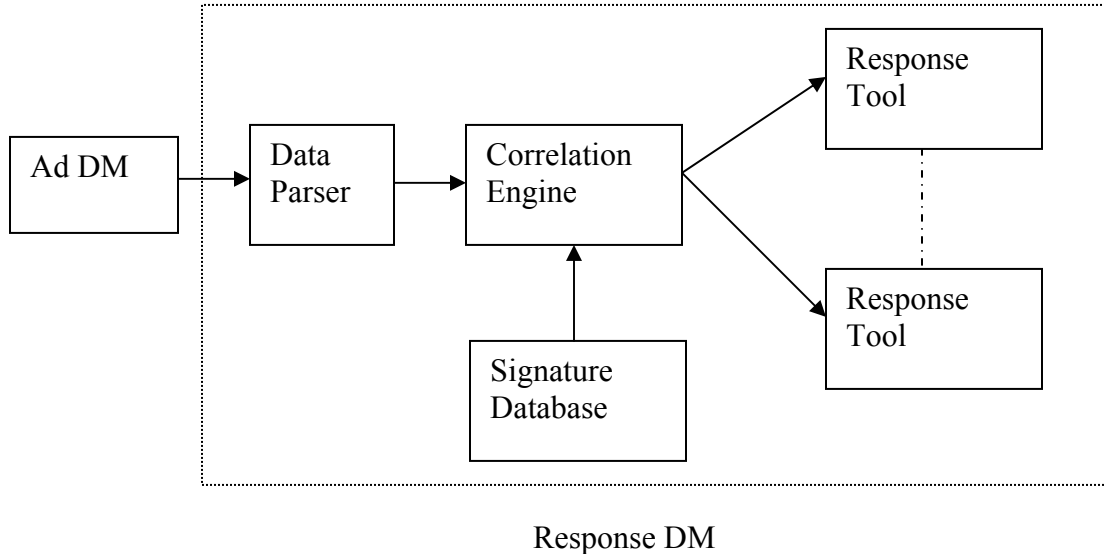 Ad DM
Data
Parser
Correlation
Engine
Response
Tool
Response
Tool
Signature
Database
Response DM